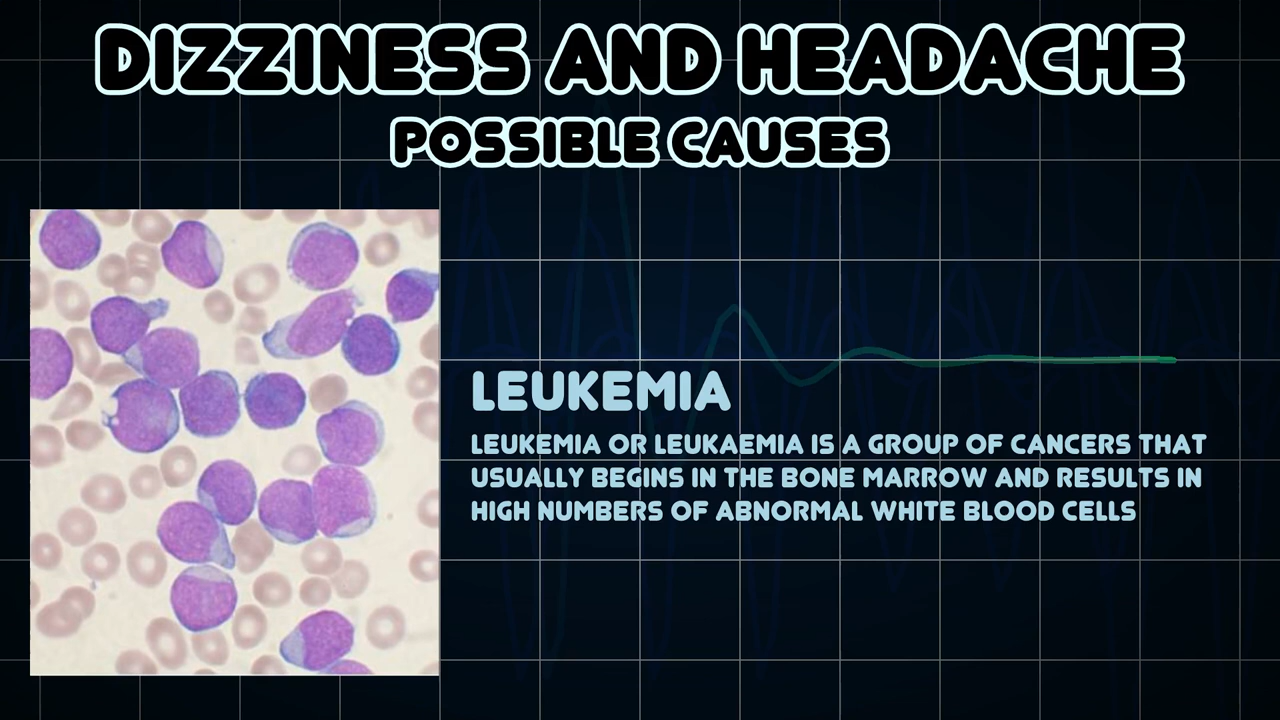 DIZZINESS AND HEADACHE
POSSIBLE CAUSES
LEUKEMIA
LEUKEMIA OR LEUKAEMIA IS A GROUP OF CANCERS THAT
USUALLY BEGINS IN THE BONE MARROW AND RESULTS IN
HIGH NUMBERS OF ABNORMAL WHITE BLOOD CELLS